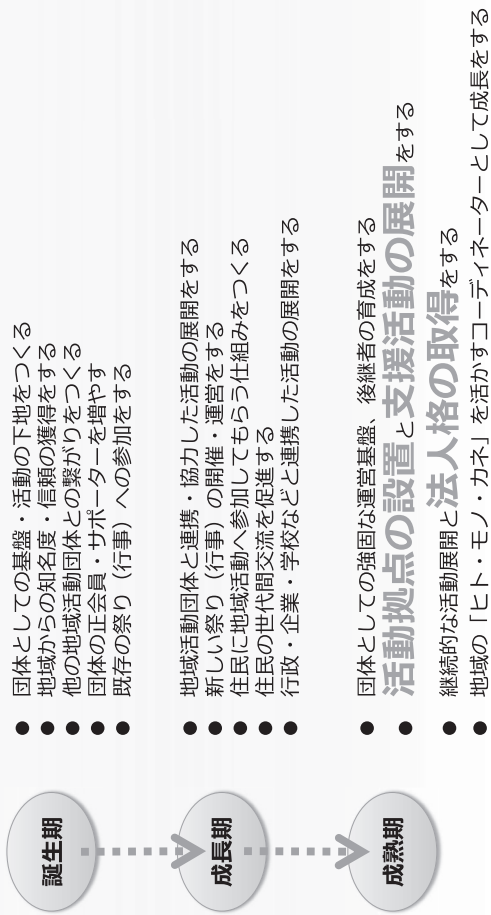 誕生期
● 団体としての基盤・活動の下地をつくる
● 地域からの知名度・信頼の獲得をする
● 他の地域活動団体との繋がりをつくる
● 団体の正会員・サポーターを増やす
● 既存の祭り（行事）への参加をする
成長期
● 地域活動団体と連携・協力した活動の展開をする
● 新しい祭り（行事）の開催・運営をする
● 住民に地域活動へ参加してもらう仕組みをつくる
● 住民の世代間交流を促進する
● 行政・企業・学校などと連携した活動の展開をする
成熟期
● 団体としての強固な運営基盤、後継者の育成をする
● 活動拠点の設置と支援活動の展開をする
● 継続的な活動展開と法人格の取得をする
● 地域の「ヒト・モノ・カネ」を活かすコーディネーターとして成長をする